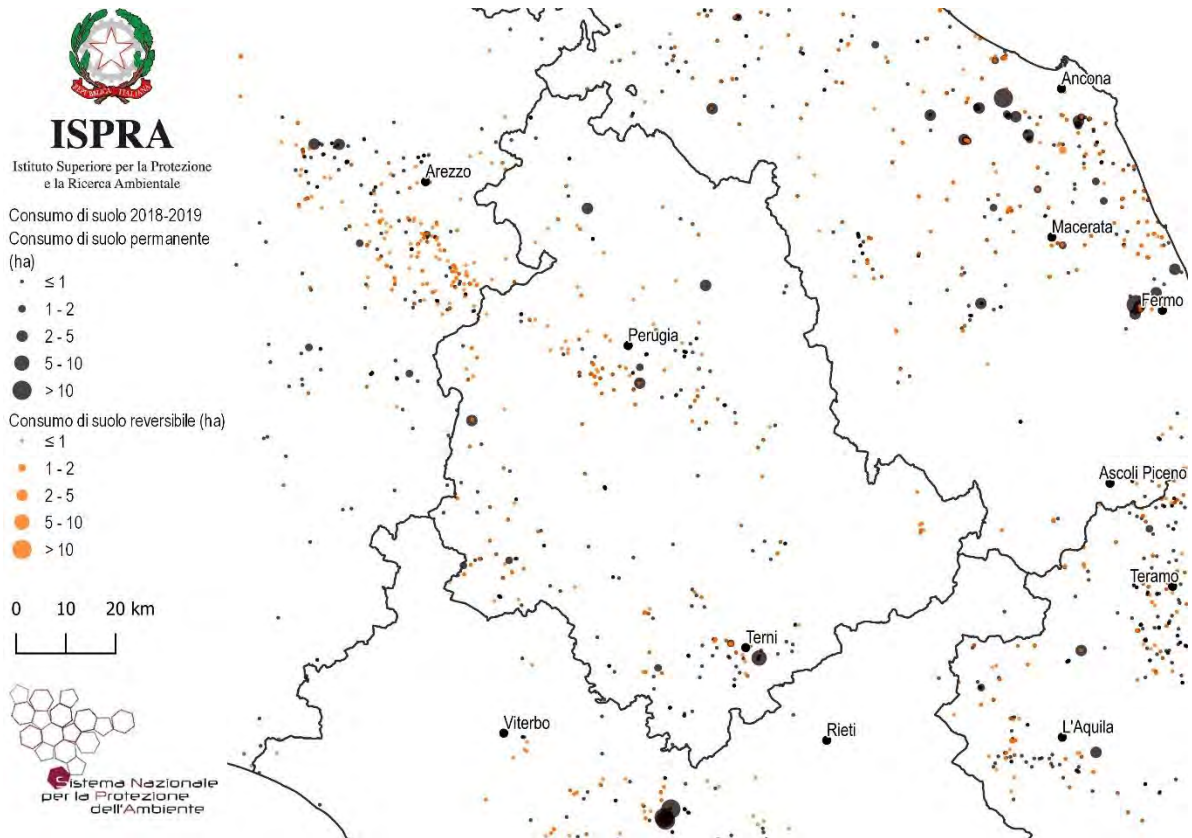 REPVBBLICA ITALIANA
ISPRA
Istituto Superiore per la Protezione
e la Ricerca Ambientale
Consumo di suolo 2018-2019
Consumo di suolo permanente
(ha)
≤ 1
1 - 2
2 - 5
5 - 10
> 10
Consumo di suolo reversibile (ha)
≤ 1
1 - 2
2 - 5
5 - 10
> 10
0 10 20 km
Sistema Nazionale
per la Protezione
dell'Ambiente
Ancona
Arezzo
Macerata
Fermo
Perugia
Ascoli Piceno
Teramo
Terni
Viterbo
Rieti
L'Aquila